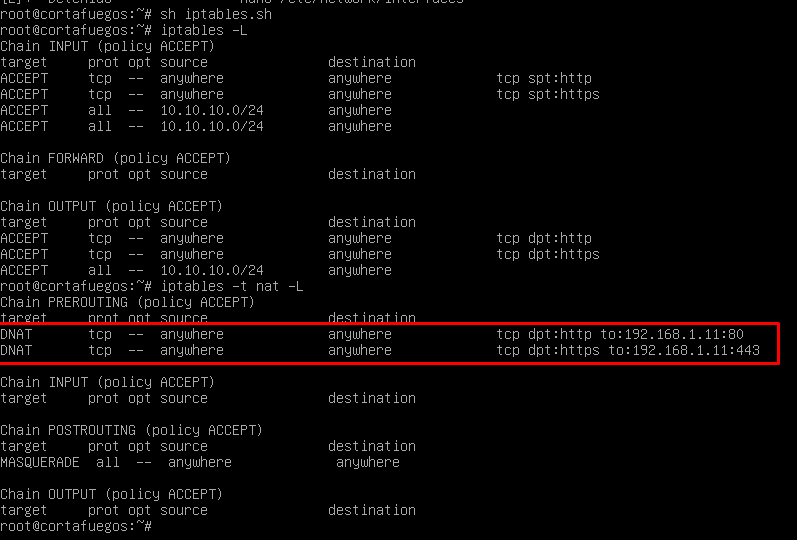 root@cortafuegos:~# sh iptables.sh
root@cortafuegos:~# iptables -L
Chain INPUT (policy ACCEPT)
target     prot opt source               destination
ACCEPT     tcp  --  anywhere             anywhere             tcp spt:http
ACCEPT     tcp  --  anywhere             anywhere             tcp spt:https
ACCEPT     all  --  10.10.10.0/24        anywhere
ACCEPT     all  --  10.10.10.0/24        anywhere

Chain FORWARD (policy ACCEPT)
target     prot opt source               destination

Chain OUTPUT (policy ACCEPT)
target     prot opt source               destination
ACCEPT     tcp  --  anywhere             anywhere             tcp dpt:http
ACCEPT     tcp  --  anywhere             anywhere             tcp dpt:https
ACCEPT     all  --  10.10.10.0/24        anywhere
root@cortafuegos:~# iptables -t nat -L
Chain PREROUTING (policy ACCEPT)
target     prot opt source               destination
DNAT       tcp  --  anywhere             anywhere             tcp dpt:http to:192.168.1.11:80
DNAT       tcp  --  anywhere             anywhere             tcp dpt:https to:192.168.1.11:443

Chain INPUT (policy ACCEPT)
target     prot opt source               destination

Chain POSTROUTING (policy ACCEPT)
target     prot opt source               destination
MASQUERADE  all  --  anywhere             anywhere

Chain OUTPUT (policy ACCEPT)
target     prot opt source               destination
root@cortafuegos:~#